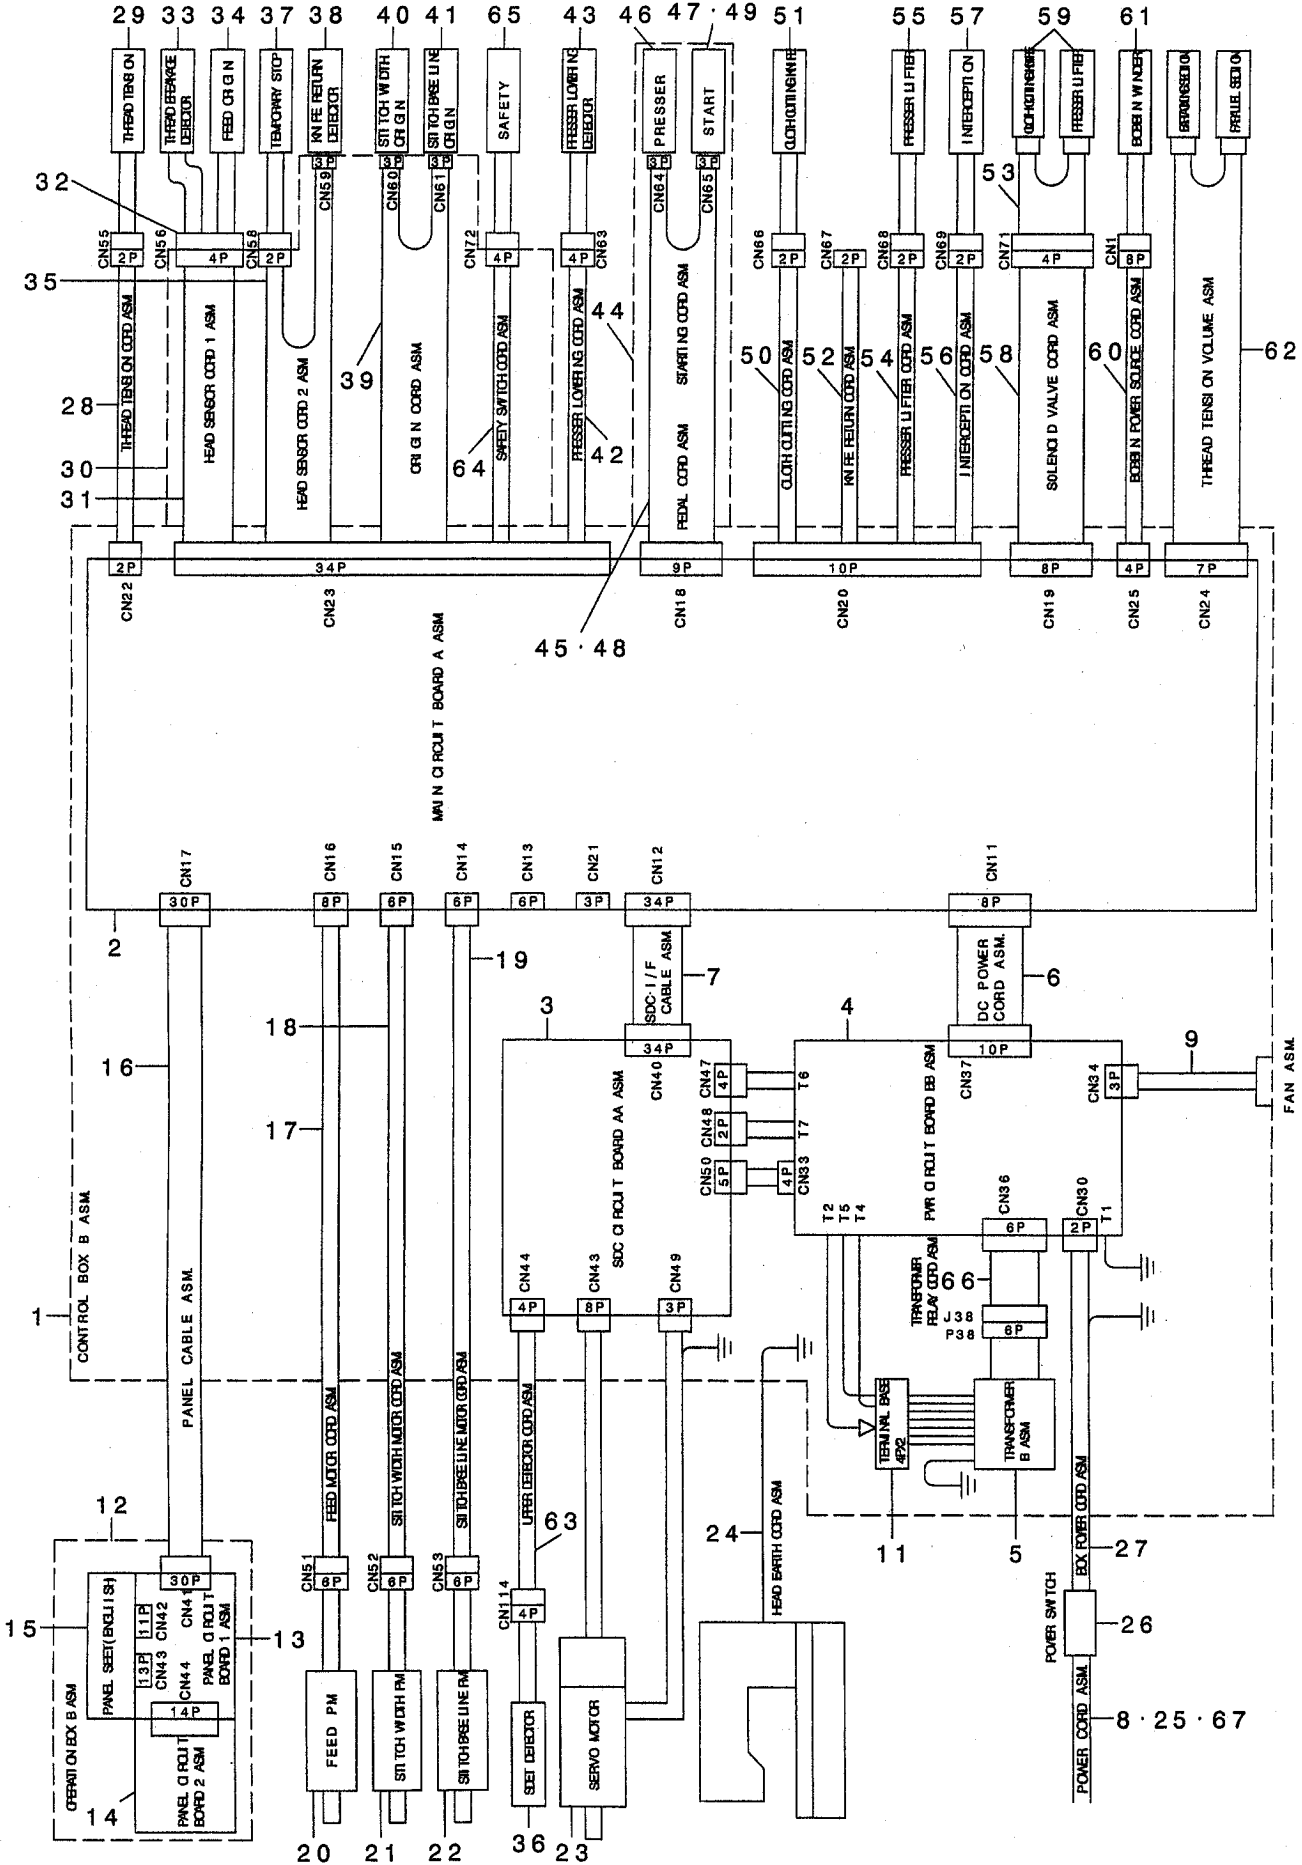 29 33 34 37 38 40 41 65 43 46 47・49 51 55 57 59 61
THREAD TENSION
THREAD BREAKAGE
DETECTOR
FEED ORIGIN
TEMPORARY STOP
KNIFE RETURN
DETECTOR
STITCH WIDTH
ORIGIN
STITCH BASE LINE
ORIGIN
SAFETY
PRESSER LOWERING
DETECTOR
PRESSER
START
CLOTH CUTTING KNIFE
PRESSER LIFTER
INTERCEPTION
PRESSER LIFTER
BOBBIN WINDER
PARALLEL SECTION
3P 3P 3P 3P 3P
32
CN59 CN60 CN61 CN64 CN65
53
CN55 CN56 CN58 CN72 CN63 CN66 CN67 CN68 CN69 CN71 CN1
2P 4P 2P 4P 4P 2P 2P 2P 2P 4P 8P
35
28
30
31
39
64
42
44
50
52
54
56
58
60
62
THREAD TENSION CORD ASM
HEAD SENSOR CORD 1 ASM
HEAD SENSOR CORD 2 ASM
ORIGIN CORD ASM
SAFETY SWITCH CORD ASM
PRESSER LOWERING CORD ASM
PEDAL CORD ASM
STARTING CORD ASM
CLOTH CUTTING CORD ASM
KNIFE RETURN CORD ASM
PRESSER LIFTER CORD ASM
INTERCEPTION CORD ASM
SOLENOID VALVE CORD ASM
BOBBIN POWER SOURCE CORD ASM
THREAD TENSION VOLUME ASM
2P 34P 9P 10P 8P 4P 7P
CN22 CN23 CN18 CN20 CN19 CN25 CN24
45・48
MAIN CIRCUIT BOARD A ASM
CN17 CN16 CN15 CN14 CN13 CN21 CN12 CN11
30P 8P 6P 6P 6P 3P 34P 8P
2
19
18
17
16
SDC-I/F
CABLE ASM.
7
DC POWER
CORD ASM.
6
3
4
9
34P
CN40
10P
CN37
CN47
4P
T6
CN48
2P
T7
CN50
5P
4P
CN33
CN34
3P
FAN ASM.
SDC CIRCUIT BOARD AA ASM
PWR CIRCUIT BOARD BB ASM
T2
T5
T4
CN36
6P
CN30
2P
T1
CN44
4P
CN43
8P
CN49
3P
TRANSFORMER
RELAY CORD ASM
66
J38
P38
6P
1
CONTROL BOX B ASM.
PANEL CABLE ASM.
FEED MOTOR CORD ASM
STITCH WIDTH MOTOR CORD ASM
STITCH BASE LINE MOTOR CORD ASM
UPPER DETECTOR CORD ASM
TERMINAL BASE
4PX2
TRANSFORMER
B ASM
BOX POWER CORD ASM
HEAD EARTH CORD ASM
12
63
24
11
5
27
CN51
6P
CN52
6P
CN53
6P
CN114
4P
30P
CN41
15
PANEL SEET(ENGLISH)
11P
CN42
13P
CN43
CN44
14P
PANEL CIRCUIT
BOARD 1 ASM
13
PANEL CIRCUIT
BOARD 2 ASM
14
OPERATION BOX B ASM
FEED PM
STITCH WIDTH PM
STITCH BASE LINE PM
SERVO MOTOR
POWER SWITCH
26
POWER CORD ASM.
8・25・67
20 21 22 36 23